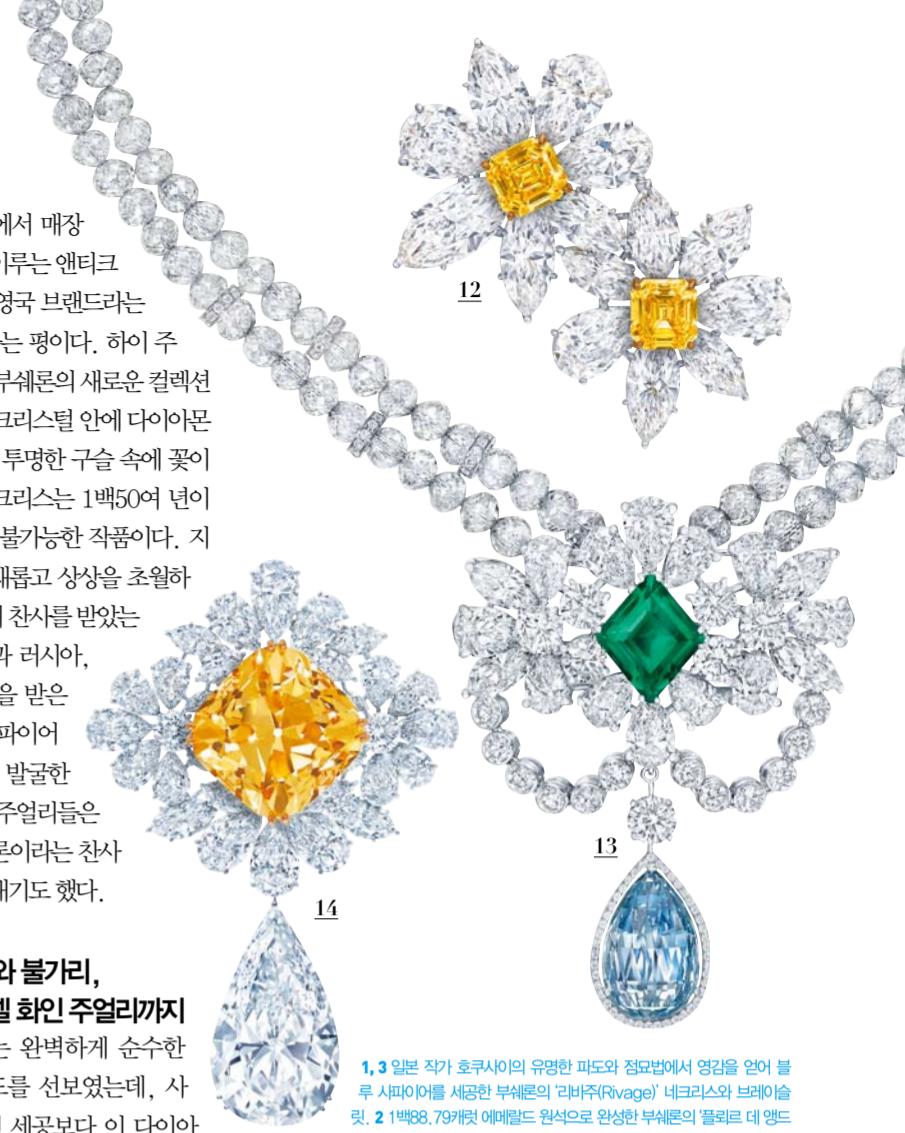 에서 매장
이루는 앤티크
영국 브랜드라는
는 평이다. 하이 주
부쉐론의 새로운 컬렉션
크리스털 안에 다이아몬
투명한 구슬 속에 꽃이
크리스는 1백50여 년이
불가능한 작품이다. 지
새롭고 상상을 초월하
찬사를 받았는
과 러시아,
을 받은
파이어
발굴한
주얼리들은
론이라는 찬사
내기도 했다.
와 불가리,
넬 화인 주얼리까지
는 완벽하게 순수한
드를 선보였는데, 사
세공보다 이 다이아
12
13
14
1, 3 일본 작가 호쿠사이의 유명한 파도와 점묘법에서 영감을 얻어 블
루 사파이어를 세공한 부쉐론의 ‘리바주(Rivage)’ 네크리스와 브레이슬
릿. 2 1백88.79캐럿 에메랄드 원석으로 완성한 부쉐론의 ‘플뢰르 데 앵드